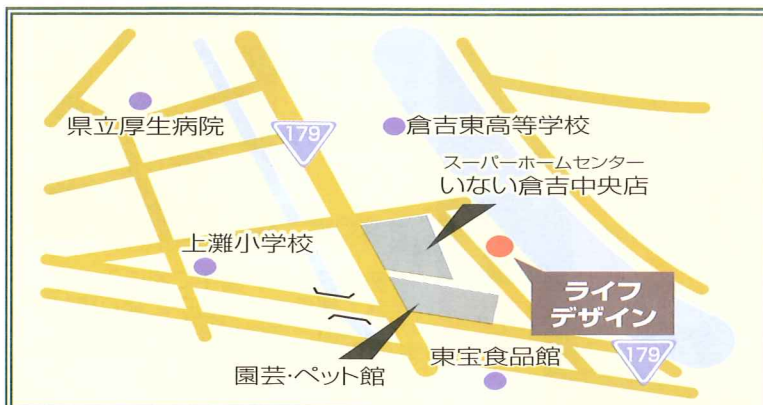 県立厚生病院
179
倉吉東高等学校
スーパーホームセンター
いない倉吉中央店
上灘小学校
ライフ
デザイン
園芸・ペット館
東宝食品館
179